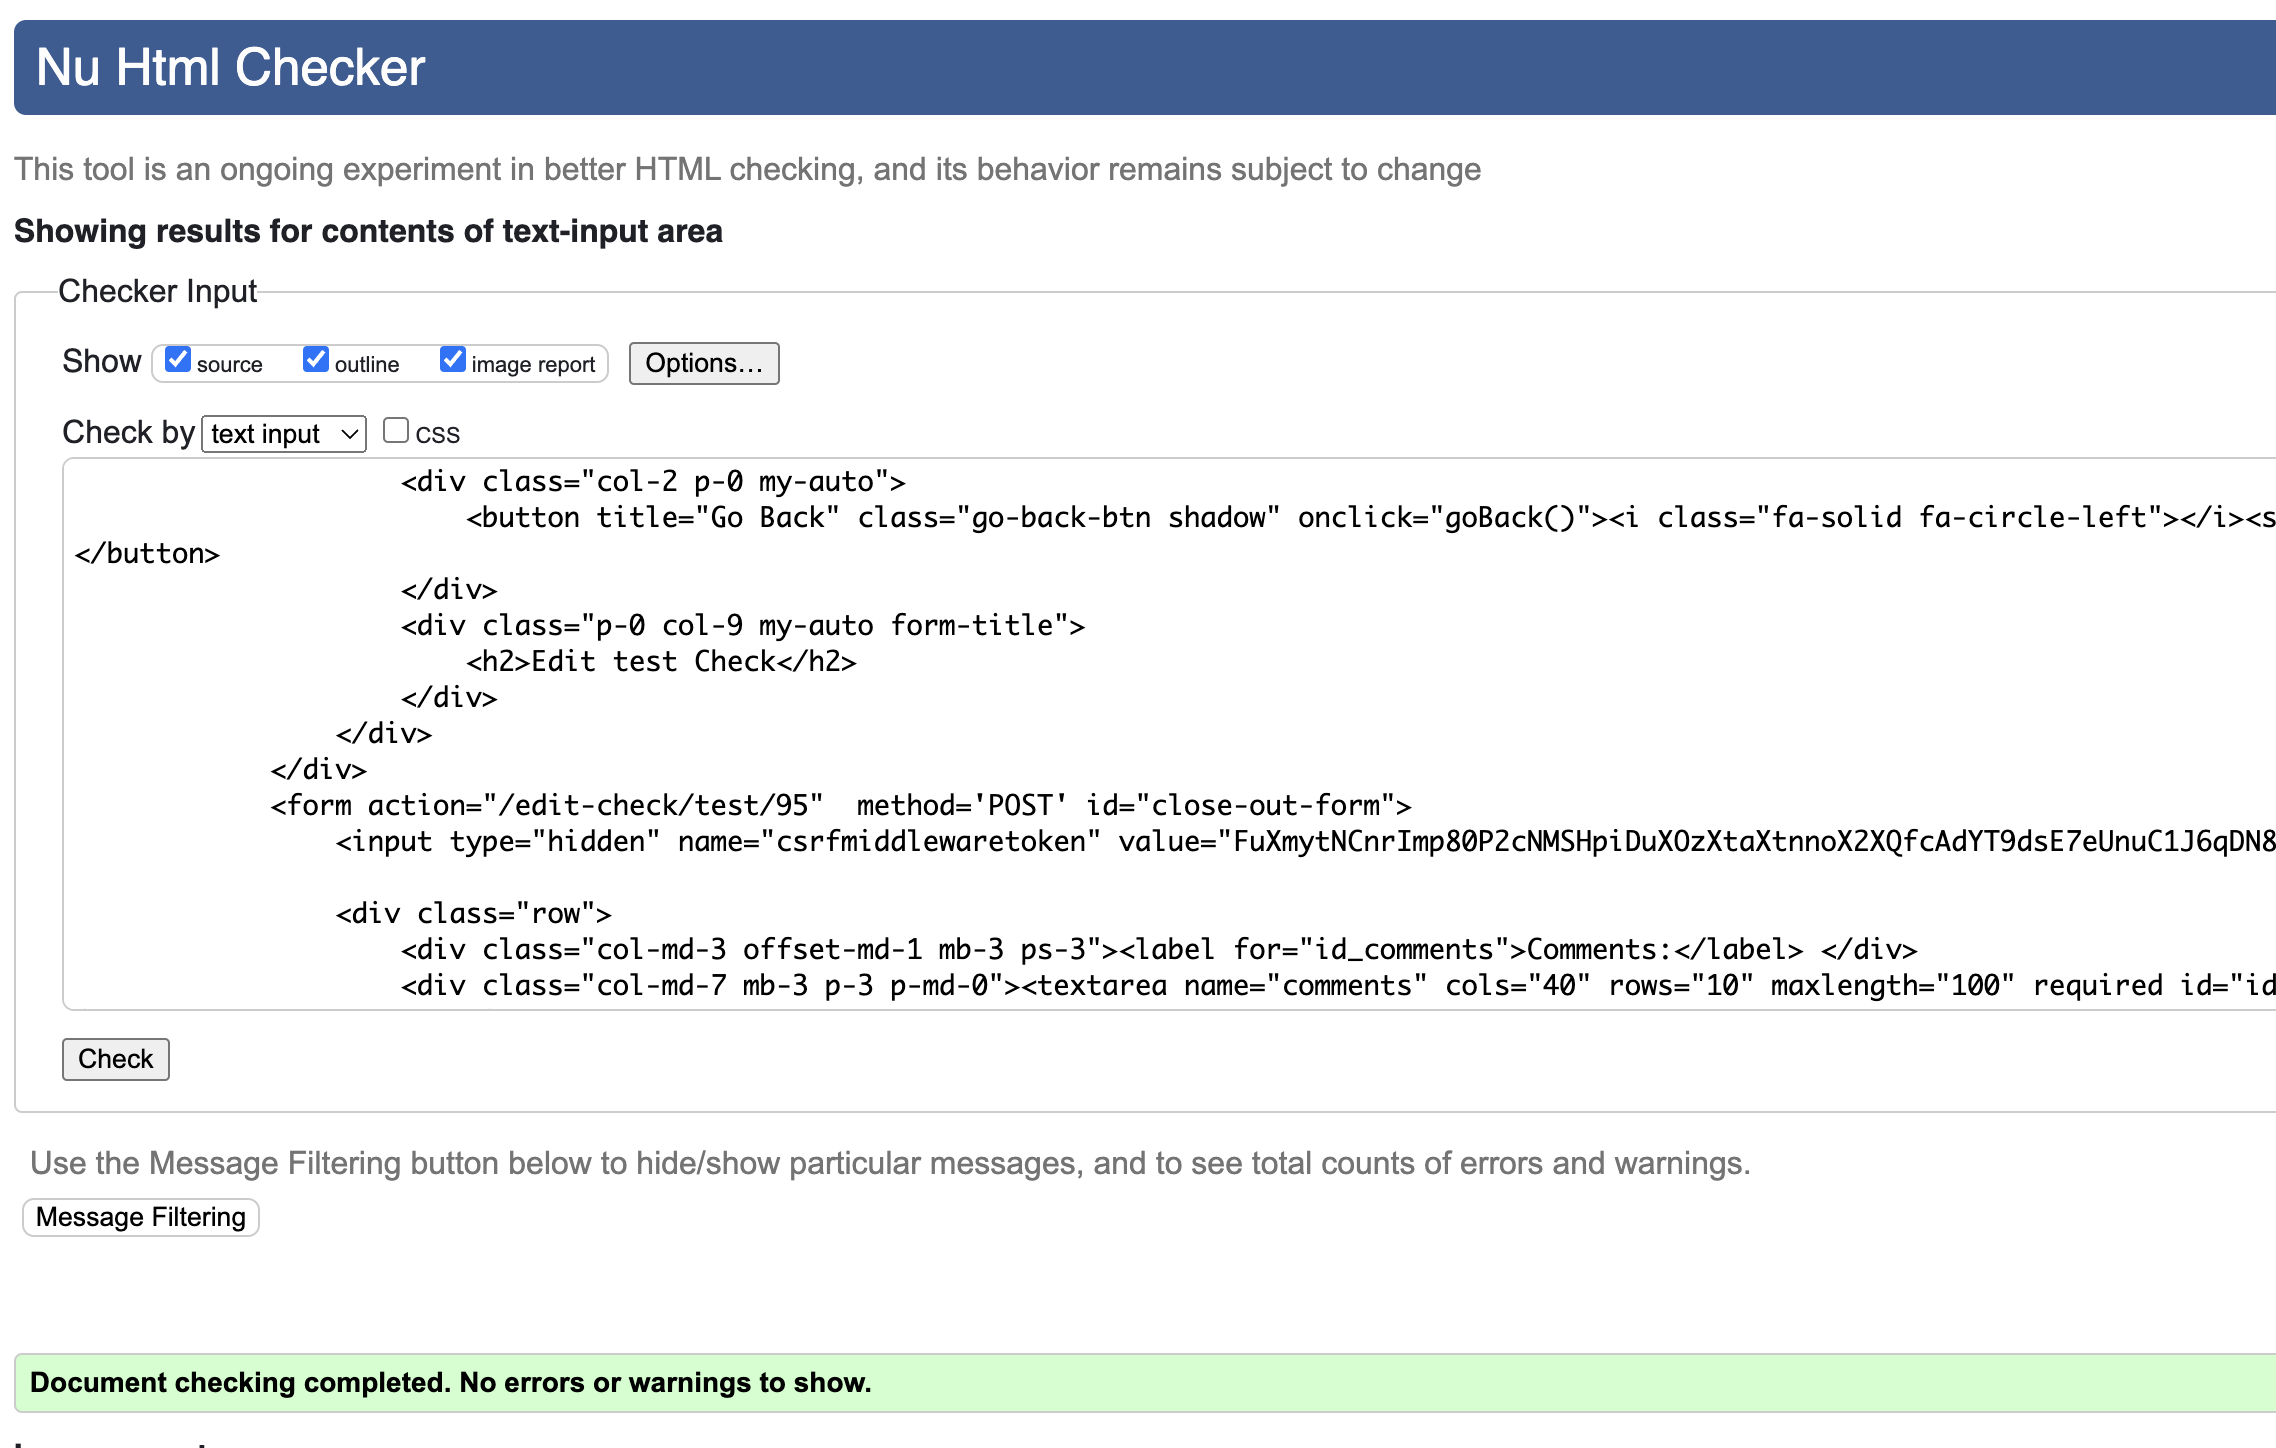 Nu Html Checker
This tool is an ongoing experiment in better HTML checking, and its behavior remains subject to change
Showing results for contents of text-input area
Checker Input
Show source outline image report Options...
Check by text input css
<div class="col-2 p-0 my-auto">
<button title="Go Back" class="go-back-btn shadow" onclick="goBack()"><i class="fa-solid fa-circle-left"></i><s
</button>
</div>
<div class="p-0 col-9 my-auto form-title">
<h2>Edit test Check</h2>
</div>
</div>
</div>
<form action="/edit-check/test/95"  method='POST' id="close-out-form">
<input type="hidden" name="csrfmiddlewaretoken" value="FuXmytNCnrImp80P2cNMSHpiDuXOzXtaXtnnoX2XQfcAdYT9dsE7eUnuC1J6qDN8
<div class="row">
<div class="col-md-3 offset-md-1 mb-3 ps-3"><label for="id_comments">Comments:</label> </div>
<div class="col-md-7 mb-3 p-3 p-md-0"><textarea name="comments" cols="40" rows="10" maxlength="100" required id="id
Check
Use the Message Filtering button below to hide/show particular messages, and to see total counts of errors and warnings.
Message Filtering
Document checking completed. No errors or warnings to show.